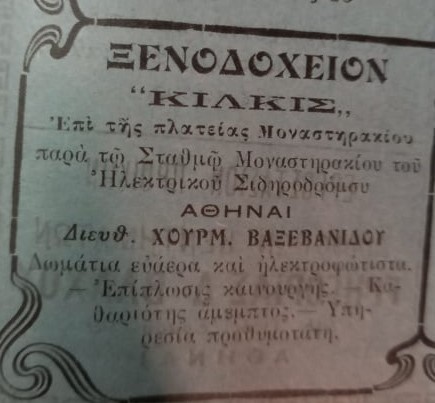 ΞΕΝΟΔΟΧΕΙΟΝ
“ΚΙΛΚΙΣ„
Ἐπὶ τῆς πλατείας Μοναστηρακίου
παρὰ τῷ Σταθμῷ Μοναστηρακίου τοῦ
Ἠλεκτρικοῦ Σιδηροδρόμου
ΑΘΗΝΑΙ
Διευθ. ΧΟΥΡΜ. ΒΑΞΕΒΑΝΙΔΟΥ
Δωμάτια εὐάερα καὶ ἠλεκτροφώτιστα.
— Ἐπίπλωσις καινουργής. Κα-
θαριότης ἄμεμπτος. — Ὑπη-
ρεσία προθυμοτάτη.